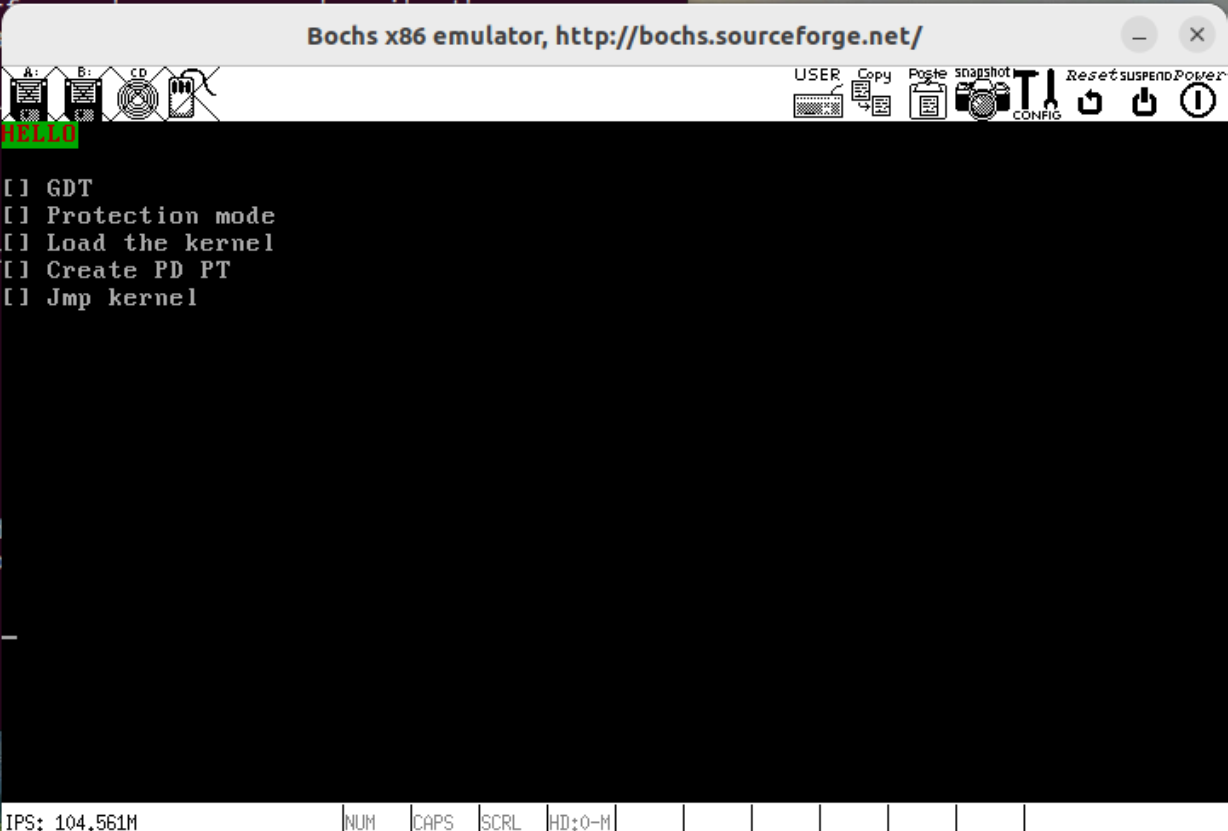 Bochs x86 emulator, http://bochs.sourceforge.net/
A: B: CD USER Copy Paste snapshot CONFIG Reset SUSPEND Power
HELLO
[] GDT
[] Protection mode
[] Load the kernel
[] Create PD PT
[] Jmp kernel
IPS: 104.561M NUM CAPS SCRL HD:0-M